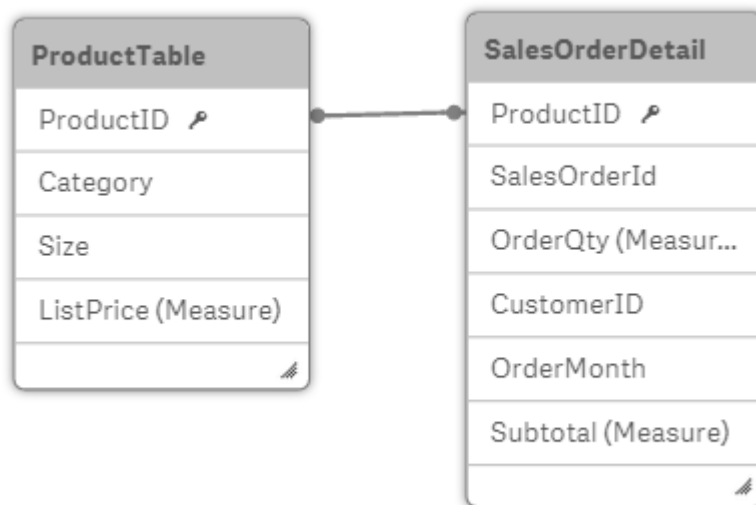 ProductTable
ProductID
Category
Size
ListPrice (Measure)
SalesOrderDetail
ProductID
SalesOrderId
OrderQty (Measur...
CustomerID
OrderMonth
Subtotal (Measure)